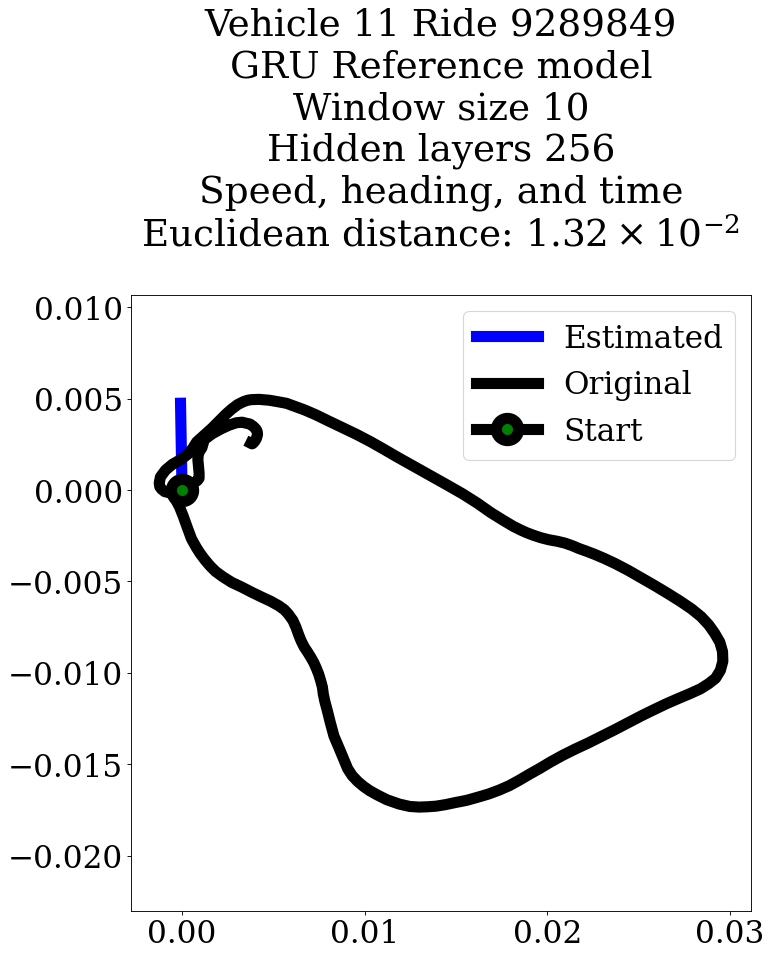 Vehicle 11 Ride 9289849
GRU Reference model
Window size 10
Hidden layers 256
Speed, heading, and time
Euclidean distance: 1.32 × 10⁻²
0.010
0.005
0.000
−0.005
−0.010
−0.015
−0.020
Estimated
Original
Start
0.00 0.01 0.02 0.03